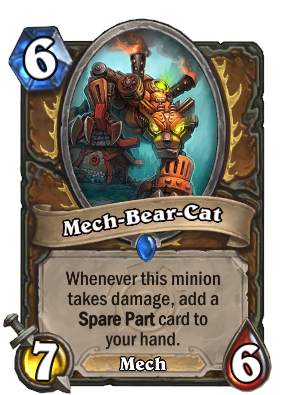 6
Mech-Bear-Cat
Whenever this minion
takes damage, add a
Spare Part card to
your hand.
7
Mech
6